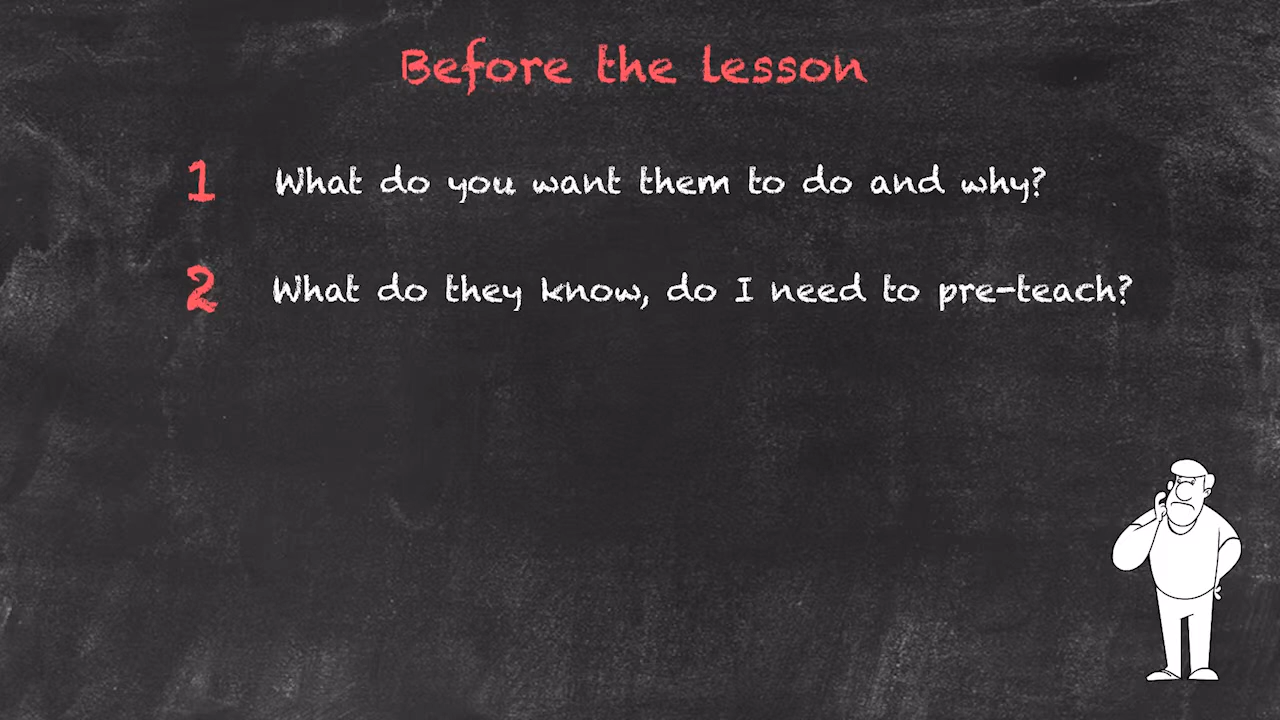 Before the lesson
1 What do you want them to do and why?
2 What do they know, do I need to pre-teach?